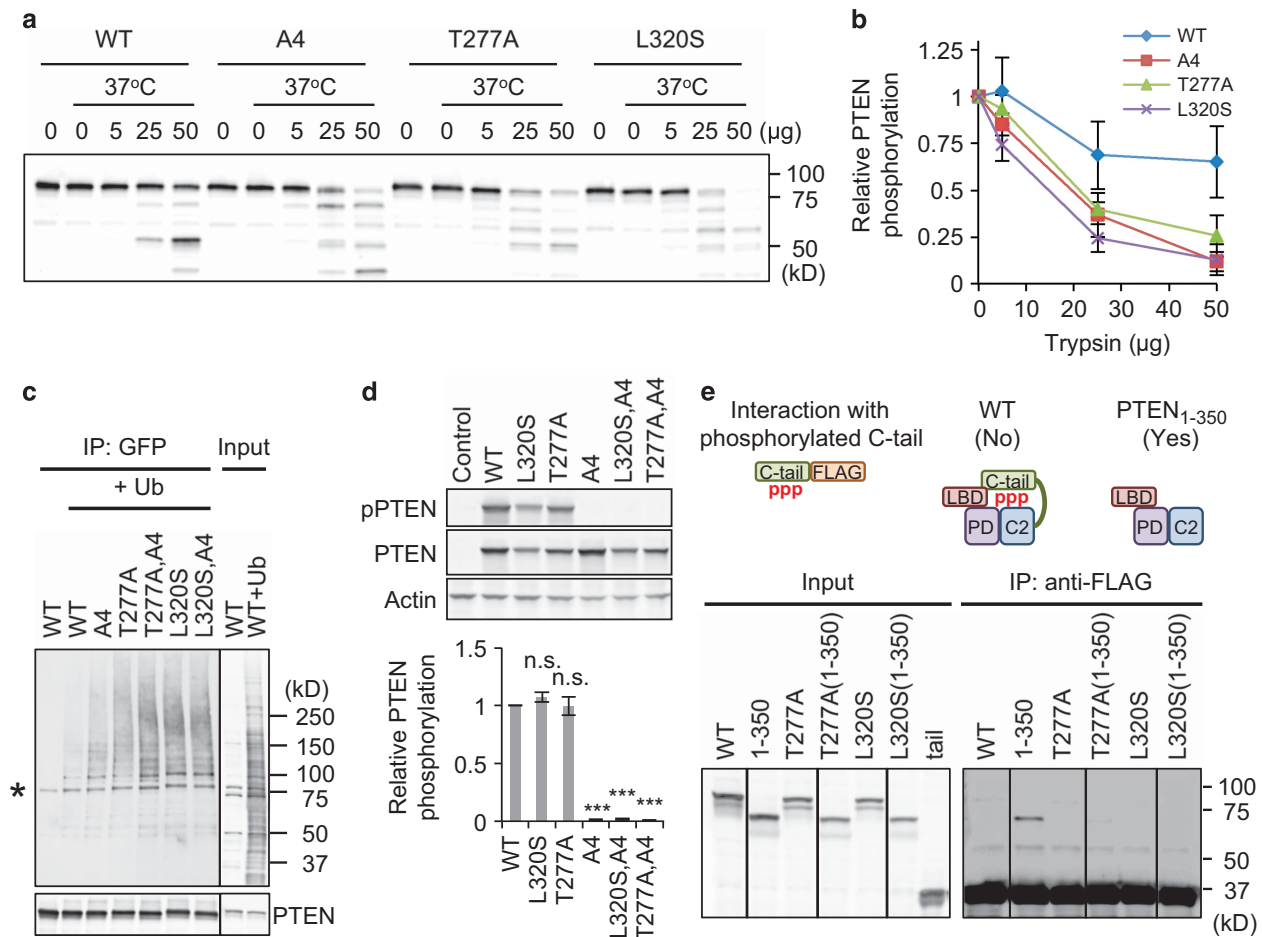 a
WT A4 T277A L320S
37°C 37°C 37°C 37°C
0 0 5 25 50 0 0 5 25 50 0 0 5 25 50 0 0 5 25 50 (µg)
100
75
50
(kD)
b
WT
A4
T277A
L320S
Relative PTEN
phosphorylation
1.25
1
0.75
0.5
0.25
0
0 10 20 30 40 50
Trypsin (µg)
c
IP: GFP Input
+ Ub
WT WT A4 T277A T277A,A4 L320S L320S,A4 WT WT+Ub
(kD)
250
150
100
* 75
50
37
PTEN
d
Control WT L320S T277A A4 L320S,A4 T277A,A4
pPTEN
PTEN
Actin
Relative PTEN
phosphorylation
1.5
1
0.5
0
n.s.
n.s.
*** *** ***
WT L320S T277A A4 L320S,A4 T277A,A4
e
Interaction with
phosphorylated C-tail
C-tail FLAG
ppp
WT
(No)
C-tail
LBD ppp
PD C2
PTEN1-350
(Yes)
LBD
PD C2
Input IP: anti-FLAG
WT 1-350 T277A T277A(1-350) L320S L320S(1-350) tail
WT 1-350 T277A T277A(1-350) L320S L320S(1-350)
100
75
50
37
(kD)